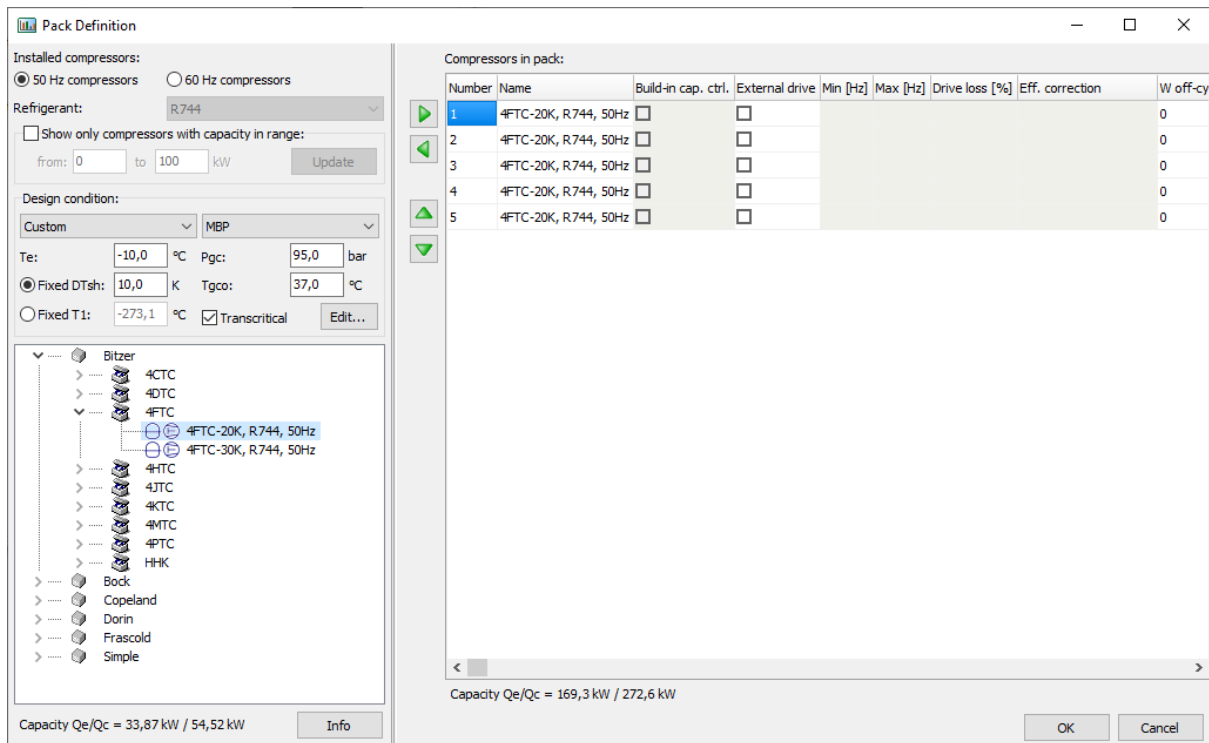 Pack Definition
Installed compressors:
50 Hz compressors 60 Hz compressors
Refrigerant: R744
Show only compressors with capacity in range:
from: 0 to 100 kW Update
Design condition:
Custom MBP
Te: -10,0 °C Pgc: 95,0 bar
Fixed DTsh: 10,0 K Tgco: 37,0 °C
Fixed T1: -273,1 °C Transcritical Edit...
Bitzer
4CTC
4DTC
4FTC
4FTC-20K, R744, 50Hz
4FTC-30K, R744, 50Hz
4HTC
4JTC
4KTC
4MTC
4PTC
HHK
Bock
Copeland
Dorin
Frascold
Simple
Capacity Qe/Qc = 33,87 kW / 54,52 kW Info
Compressors in pack:
Number Name Build-in cap. ctrl. External drive Min [Hz] Max [Hz] Drive loss [%] Eff. correction W off-cy
1 4FTC-20K, R744, 50Hz 0
2 4FTC-20K, R744, 50Hz 0
3 4FTC-20K, R744, 50Hz 0
4 4FTC-20K, R744, 50Hz 0
5 4FTC-20K, R744, 50Hz 0
Capacity Qe/Qc = 169,3 kW / 272,6 kW
OK Cancel